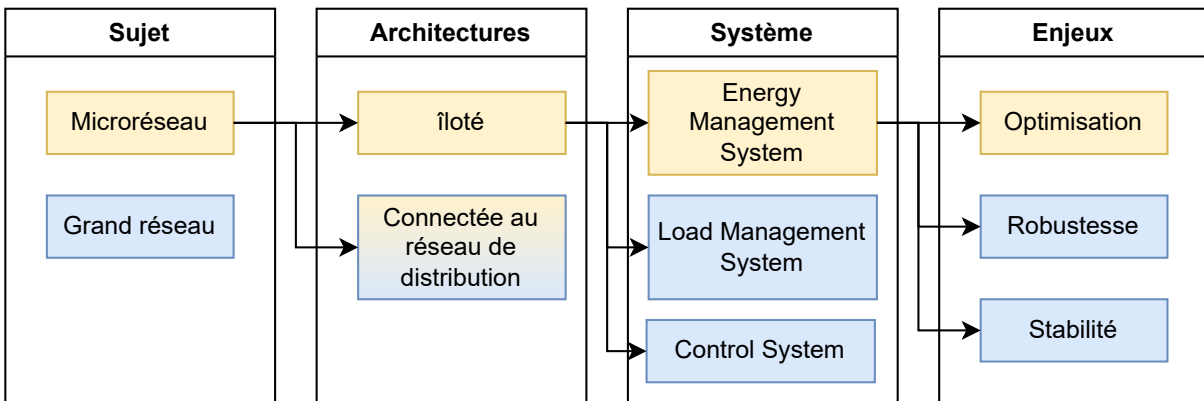 Sujet
Microréseau
Grand réseau
Architectures
îloté
Connectée au
réseau de
distribution
Système
Energy
Management
System
Load Management
System
Control System
Enjeux
Optimisation
Robustesse
Stabilité